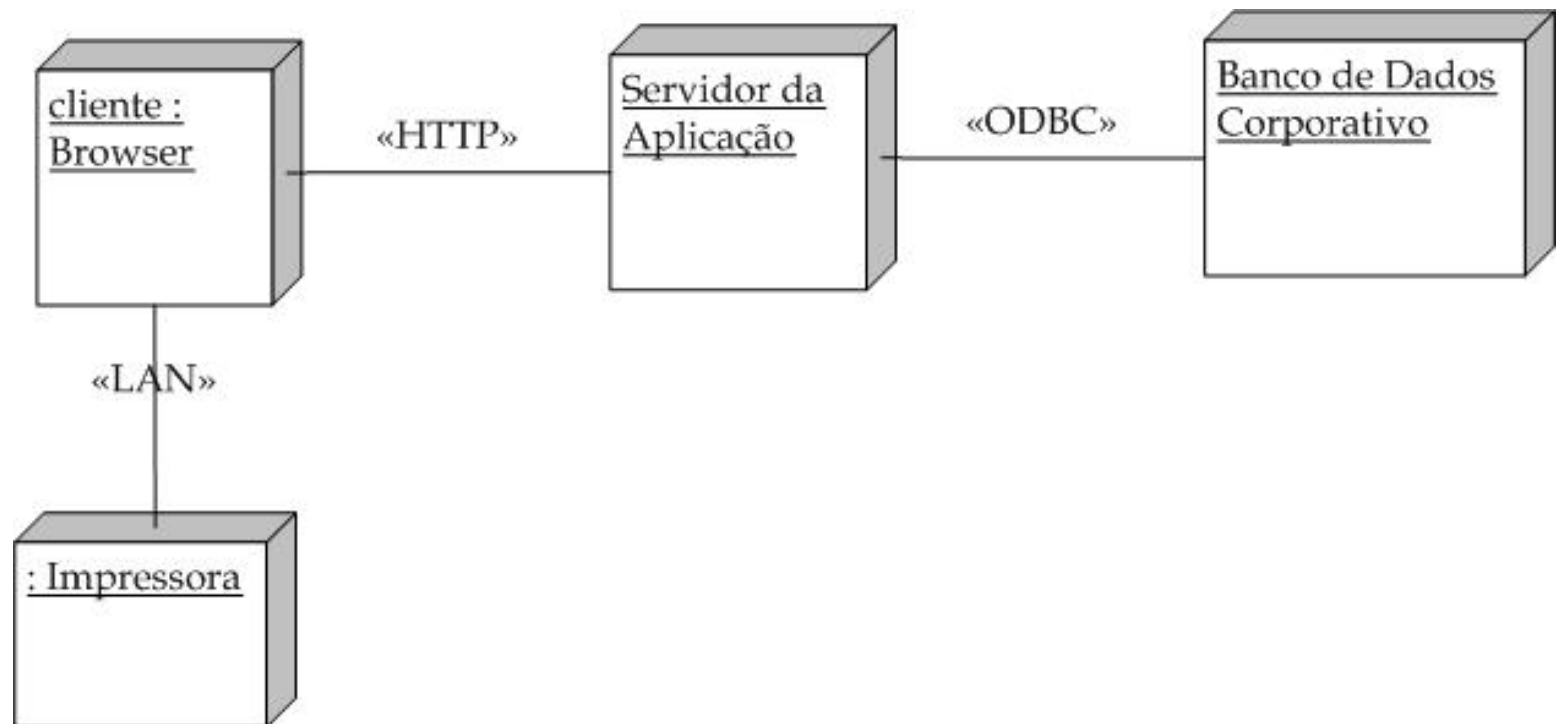 cliente :
Browser
«HTTP»
Servidor da
Aplicação
«ODBC»
Banco de Dados
Corporativo
«LAN»
: Impressora